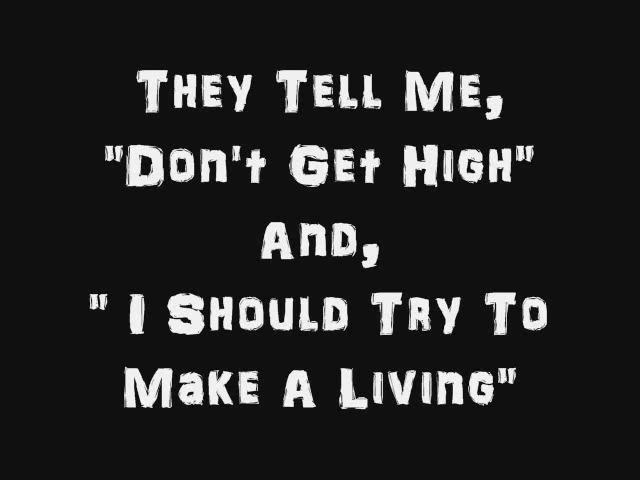 They Tell Me,
"Don't Get High"
And,
" I Should Try To
Make A Living"